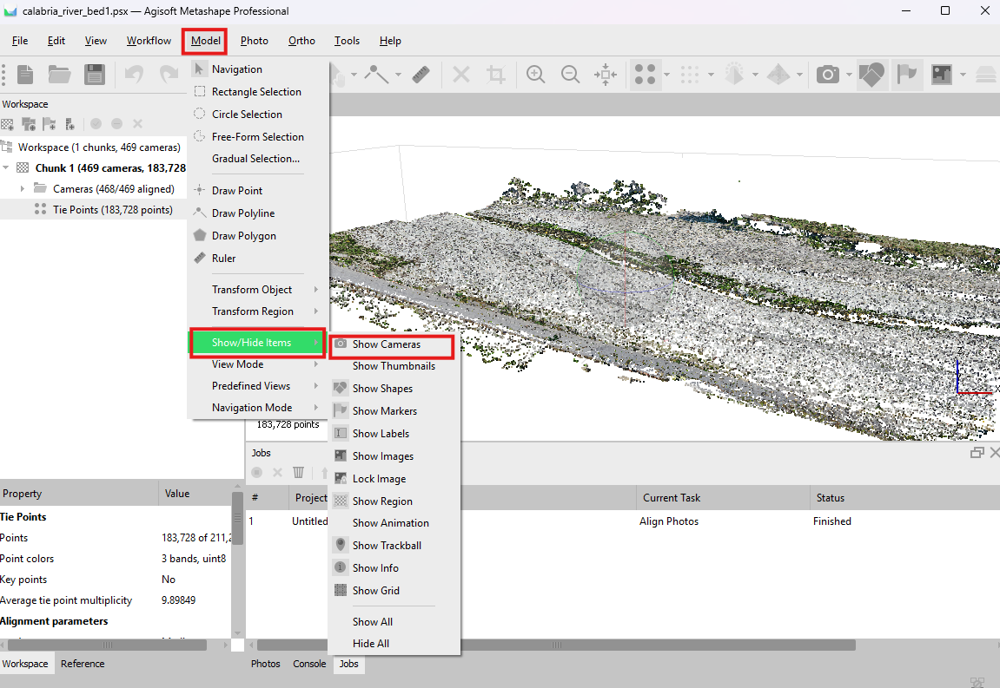 calabria_river_bed1.psx — Agisoft Metashape Professional
File Edit View Workflow Model Photo Ortho Tools Help
Workspace
Workspace (1 chunks, 469 cameras)
Chunk 1 (469 cameras, 183,728
Cameras (468/469 aligned)
Tie Points (183,728 points)
Navigation
Rectangle Selection
Circle Selection
Free-Form Selection
Gradual Selection...
Draw Point
Draw Polyline
Draw Polygon
Ruler
Transform Object
Transform Region
Show/Hide Items
View Mode
Predefined Views
Navigation Mode
Show Cameras
Show Thumbnails
Show Shapes
Show Markers
Show Labels
Show Images
Lock Image
Show Region
Show Animation
Show Trackball
Show Info
Show Grid
Show All
Hide All
Z
X
183,728 points
Property Value
Tie Points
Points 183,728 of 211,2
Point colors 3 bands, uint8
Key points No
Average tie point multiplicity 9.89849
Alignment parameters
Jobs
# Project Current Task Status
1 Untitled Align Photos Finished
Workspace Reference
Photos Console Jobs